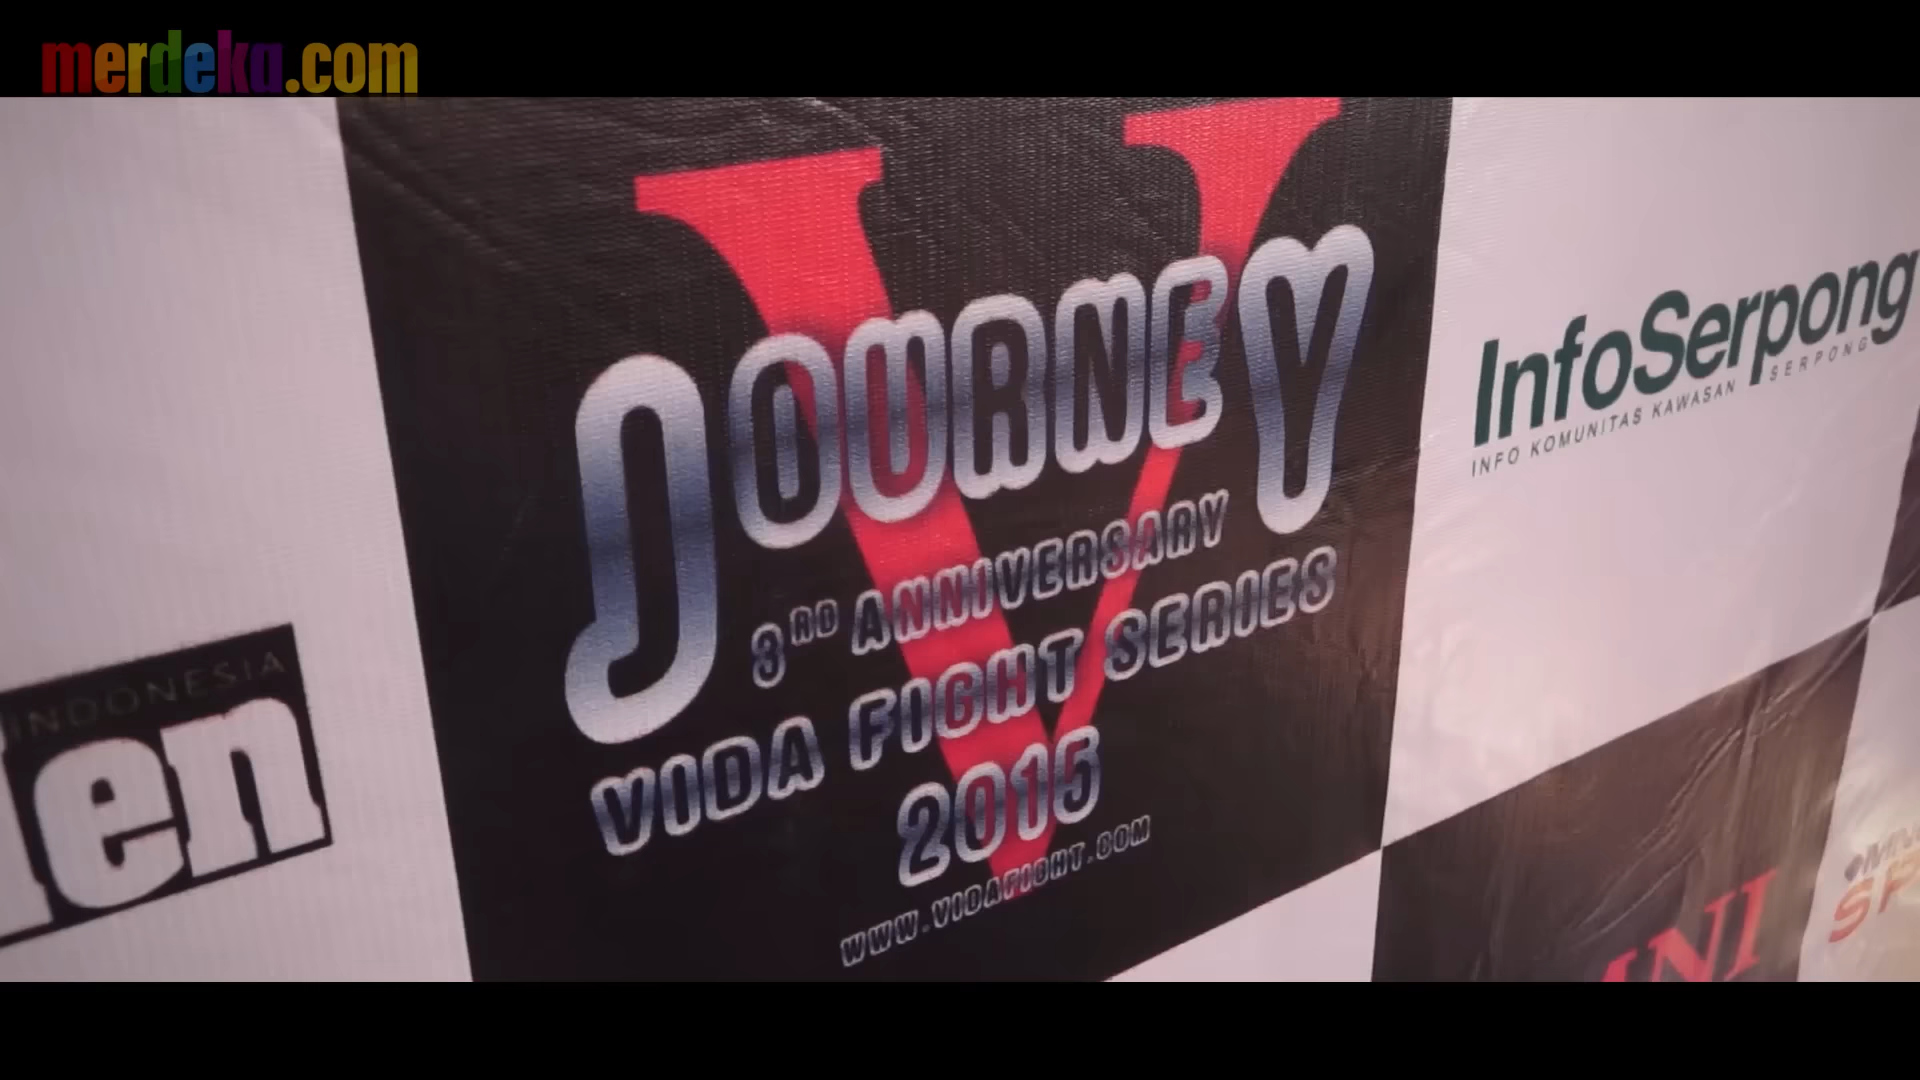 merdeka.com
V
JOURNEY
3RD ANNIVERSARY
VIDA FIGHT SERIES
2015
WWW.VIDAFIGHT.COM
InfoSerpong
INFO KOMUNITAS KAWASAN SERPONG
INDONESIA